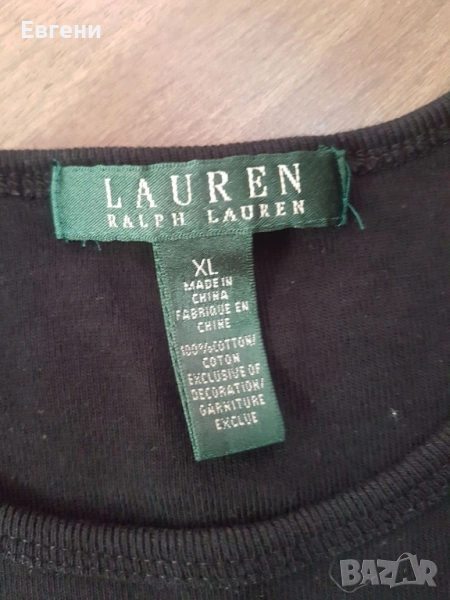 Евгени
LAUREN
RALPH LAUREN
XL
MADE IN
CHINA
FABRIQUE EN
CHINE
100%COTTON/
COTON
EXCLUSIVE OF
DECORATION/
GARNITURE
EXCLUE
BAZAR